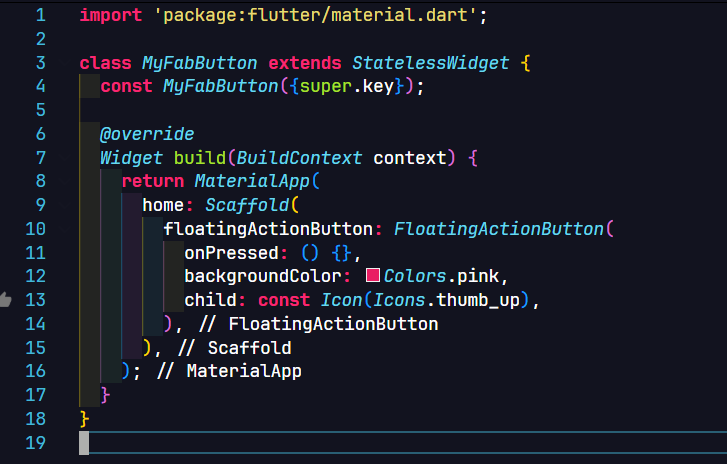 1 import 'package:flutter/material.dart';
2
3 class MyFabButton extends StatelessWidget {
4   const MyFabButton({super.key});
5
6   @override
7   Widget build(BuildContext context) {
8     return MaterialApp(
9       home: Scaffold(
10         floatingActionButton: FloatingActionButton(
11           onPressed: () {},
12           backgroundColor: Colors.pink,
13           child: const Icon(Icons.thumb_up),
14         ), // FloatingActionButton
15       ), // Scaffold
16     ); // MaterialApp
17   }
18 }
19